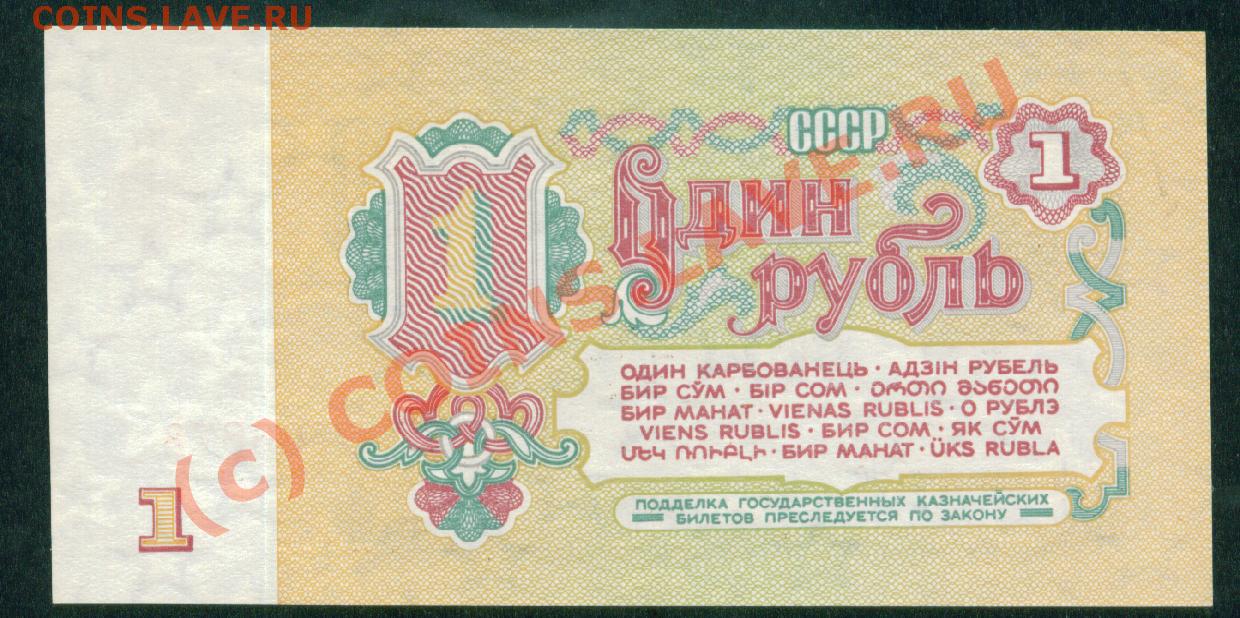 COINS.LAVE.RU
СССР
1
1
Один
рубль
ОДИН КАРБОВАНЕЦЬ · АДЗІН РУБЕЛЬ
БИР СЎМ · БІР СОМ · ᲔᲠᲗᲘ ᲛᲐᲜᲔᲗᲘ
БИР МАНАТ · VIENAS RUBLIS · О РУБЛЭ
VIENS RUBLIS · БИР СОМ · ЯК СӮМ
ՄԵԿ ՌՈՒԲԼԻ · БИР МАНАТ · ÜKS RUBLA
ПОДДЕЛКА ГОСУДАРСТВЕННЫХ КАЗНАЧЕЙСКИХ
БИЛЕТОВ ПРЕСЛЕДУЕТСЯ ПО ЗАКОНУ
1
(c) COINS.LAVE.RU